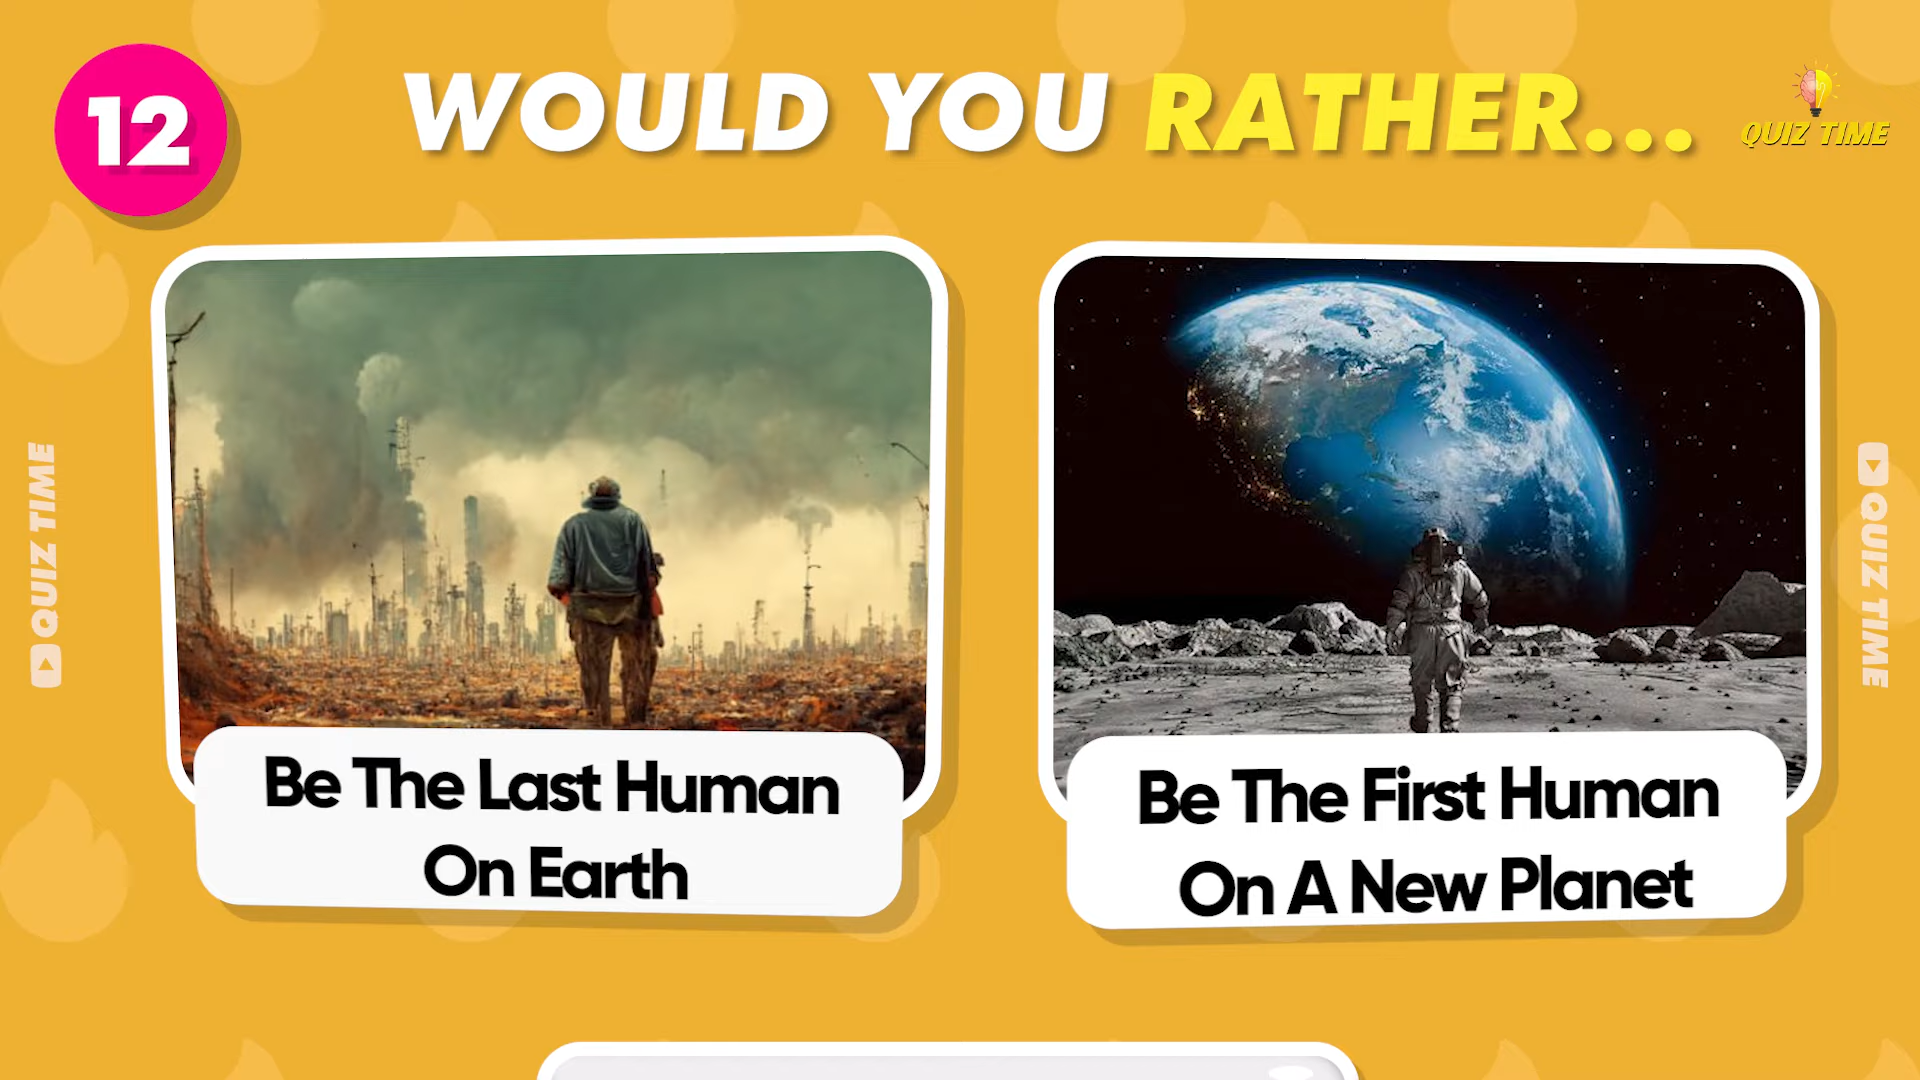 12
WOULD YOU RATHER...
QUIZ TIME
QUIZ TIME
QUIZ TIME
Be The Last Human
On Earth
Be The First Human
On A New Planet